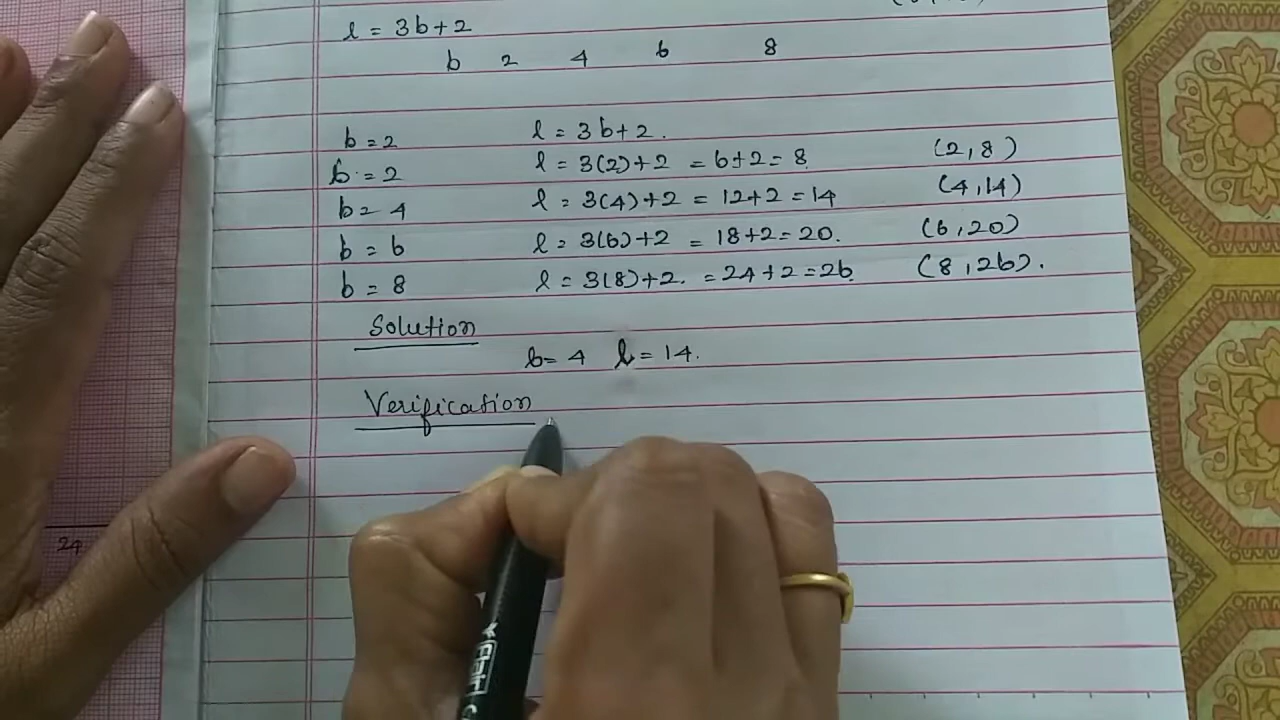 l = 3b+2
b 2 4 6 8
b=2 l = 3b+2.
b = 2 l = 3(2)+2 = 6+2 = 8 (2,8)
b= 4 l = 3(4)+2 = 12+2 = 14 (4,14)
b = 6 l = 3(6)+2 = 18+2 = 20. (6,20)
b = 8 l = 3(8)+2. = 24+2 = 26. (8,26).
Solution
b= 4 l = 14.
Verification
24